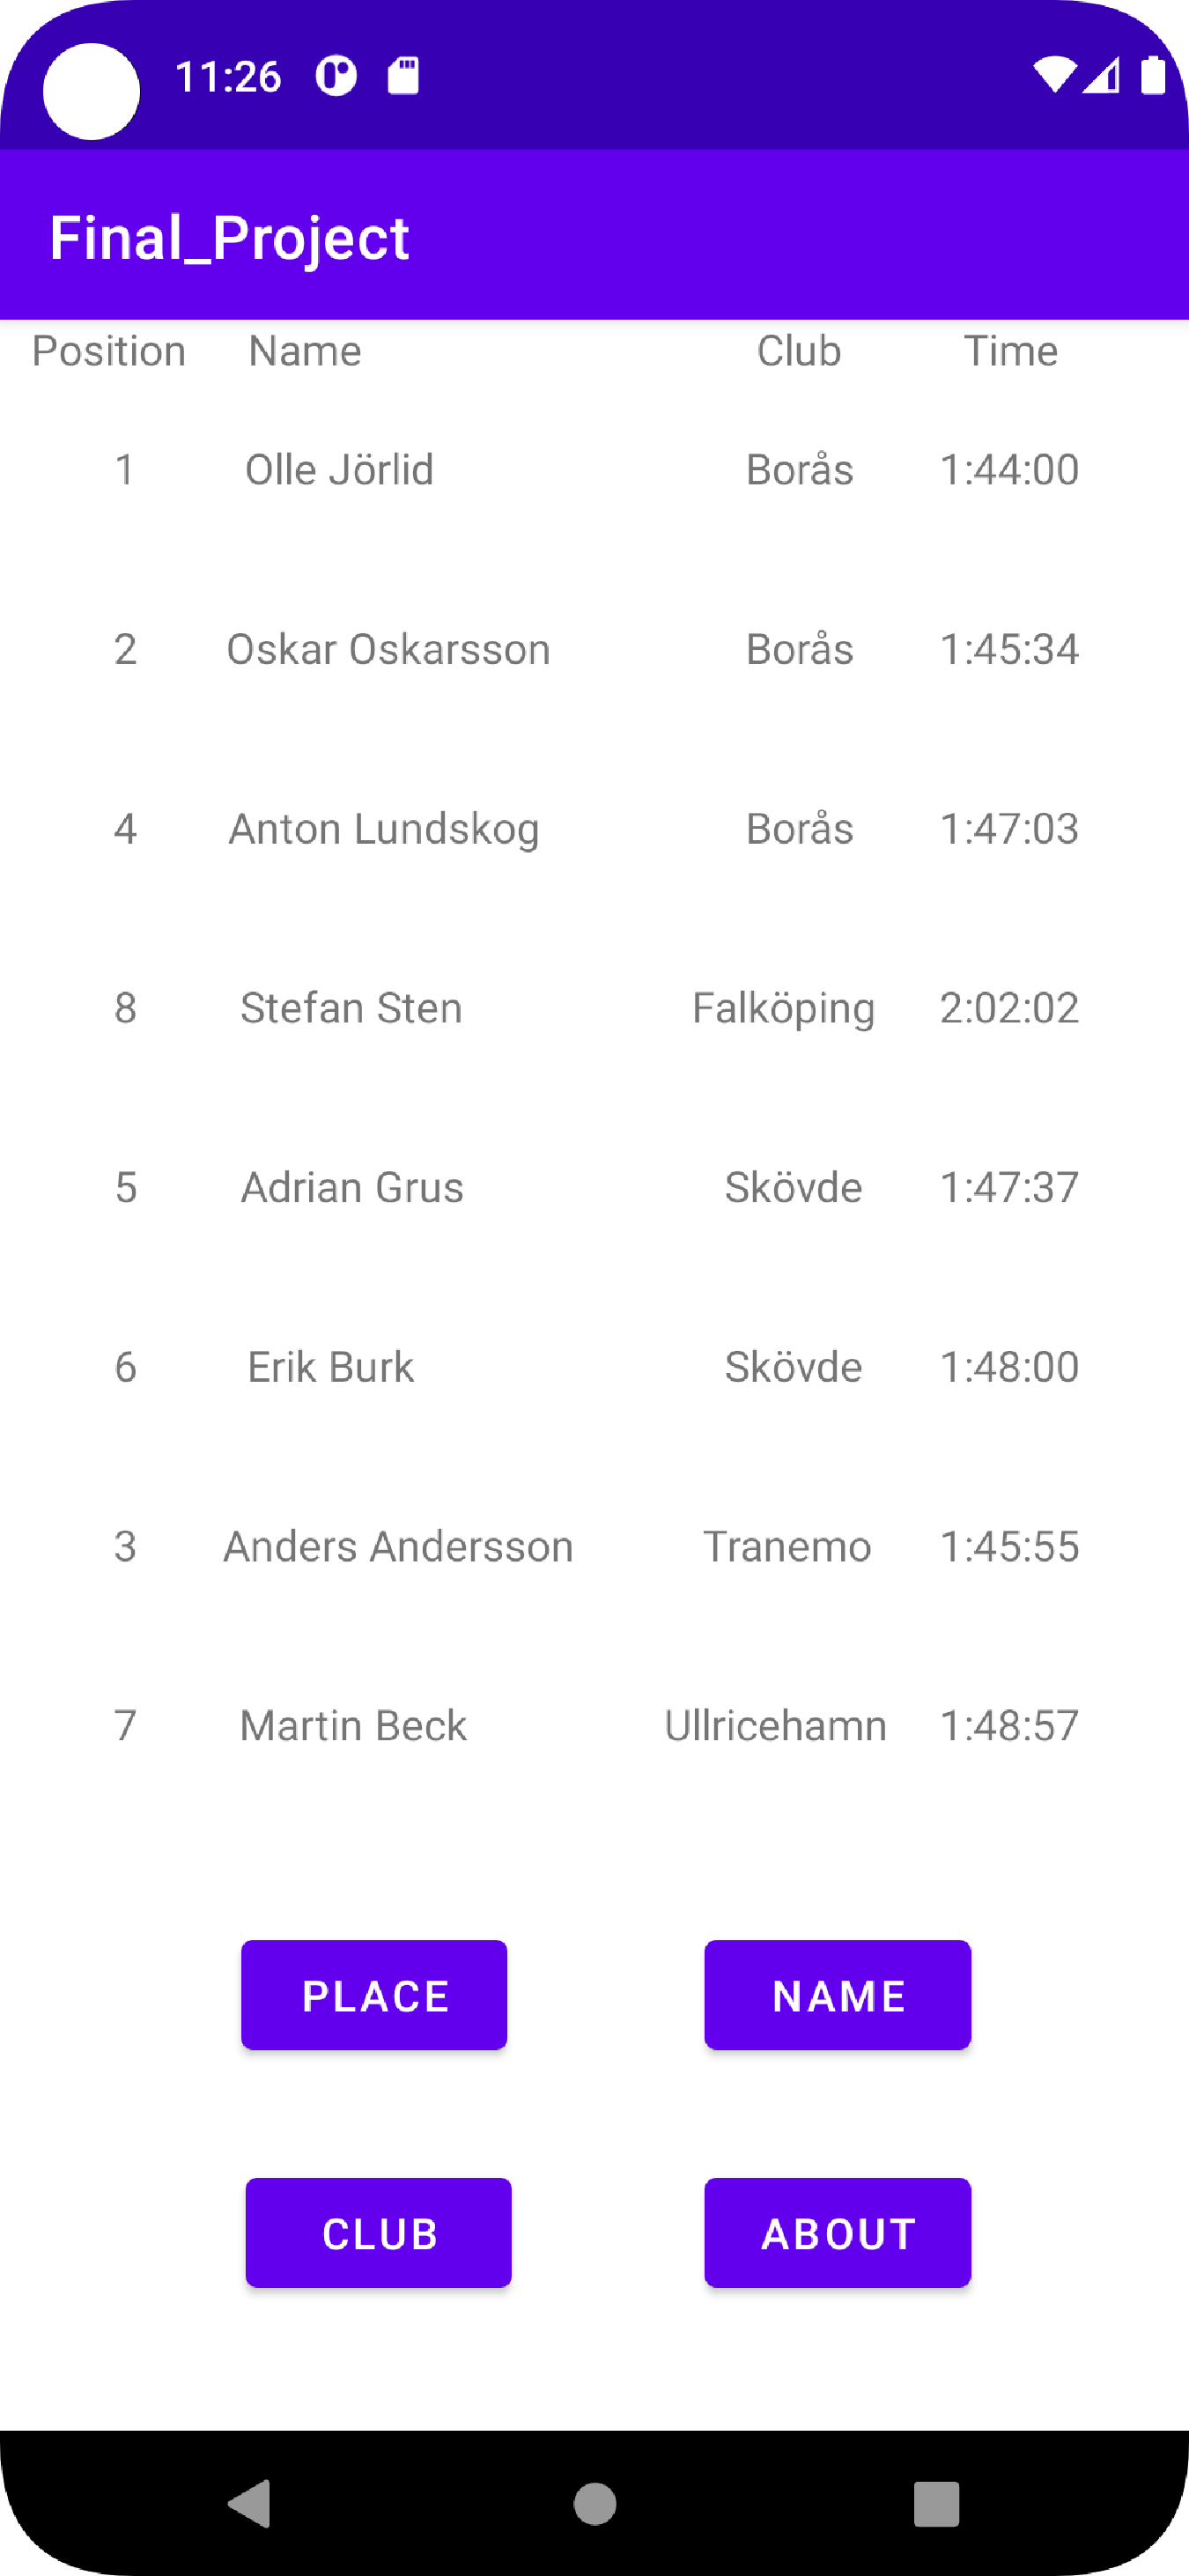 11:26
Final_Project
Position Name Club Time
1 Olle Jörlid Borås 1:44:00
2 Oskar Oskarsson Borås 1:45:34
4 Anton Lundskog Borås 1:47:03
8 Stefan Sten Falköping 2:02:02
5 Adrian Grus Skövde 1:47:37
6 Erik Burk Skövde 1:48:00
3 Anders Andersson Tranemo 1:45:55
7 Martin Beck Ullricehamn 1:48:57
PLACE NAME
CLUB ABOUT